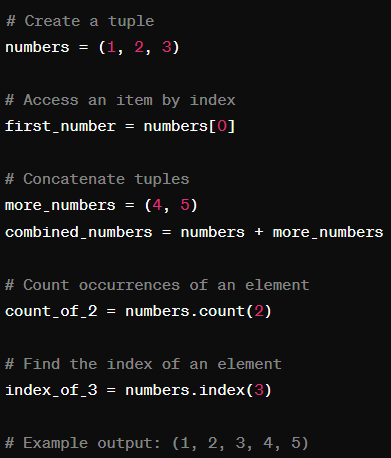 # Create a tuple
numbers = (1, 2, 3)
# Access an item by index
first_number = numbers[0]
# Concatenate tuples
more_numbers = (4, 5)
combined_numbers = numbers + more_numbers
# Count occurrences of an element
count_of_2 = numbers.count(2)
# Find the index of an element
index_of_3 = numbers.index(3)
# Example output: (1, 2, 3, 4, 5)